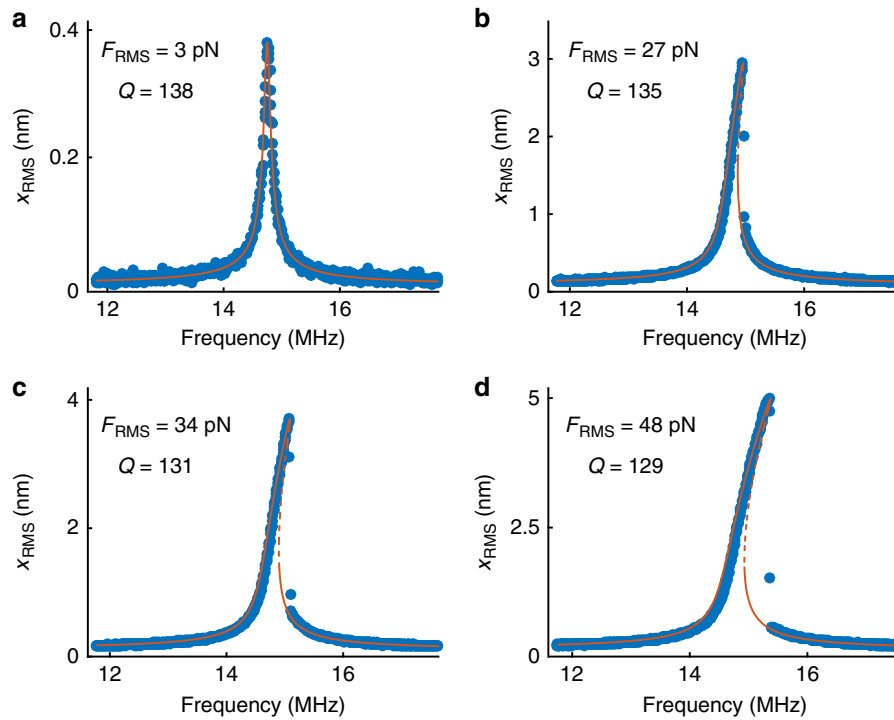 a
F_RMS = 3 pN
Q = 138
x_RMS (nm)
0.4
0.2
0
12
14
16
Frequency (MHz)
b
F_RMS = 27 pN
Q = 135
x_RMS (nm)
3
2
1
0
12
14
16
Frequency (MHz)
c
F_RMS = 34 pN
Q = 131
x_RMS (nm)
4
2
0
12
14
16
Frequency (MHz)
d
F_RMS = 48 pN
Q = 129
x_RMS (nm)
5
2.5
0
12
14
16
Frequency (MHz)